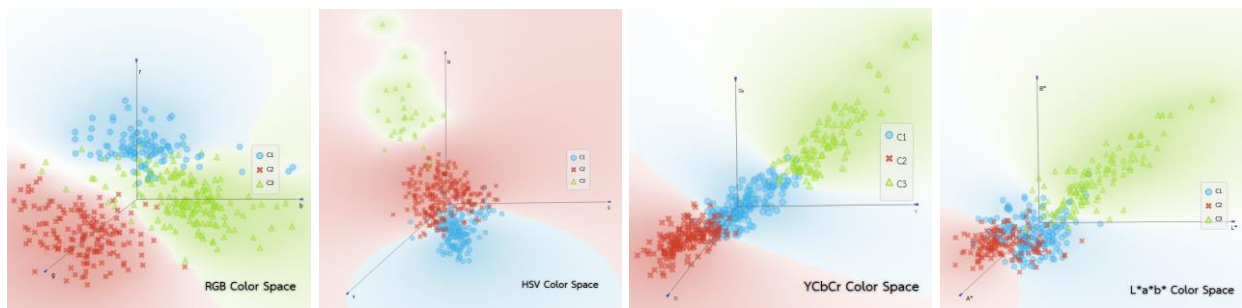 r
C1
C2
C3
b
g
RGB Color Space
h
C1
C2
C3
s
v
HSV Color Space
C1
C2
C3
YCbCr Color Space
B*
C1
C2
C3
L*
A*
L*a*b* Color Space